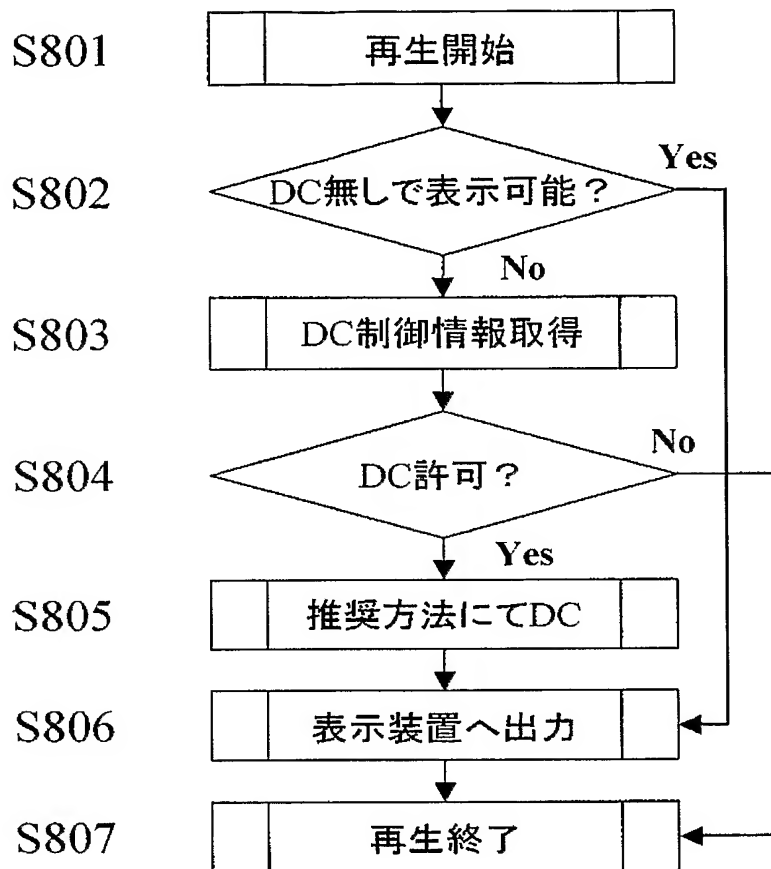 S801 再生開始
S802 DC無しで表示可能？ Yes
No
S803 DC制御情報取得
S804 DC許可？ No
Yes
S805 推奨方法にてDC
S806 表示装置へ出力
S807 再生終了